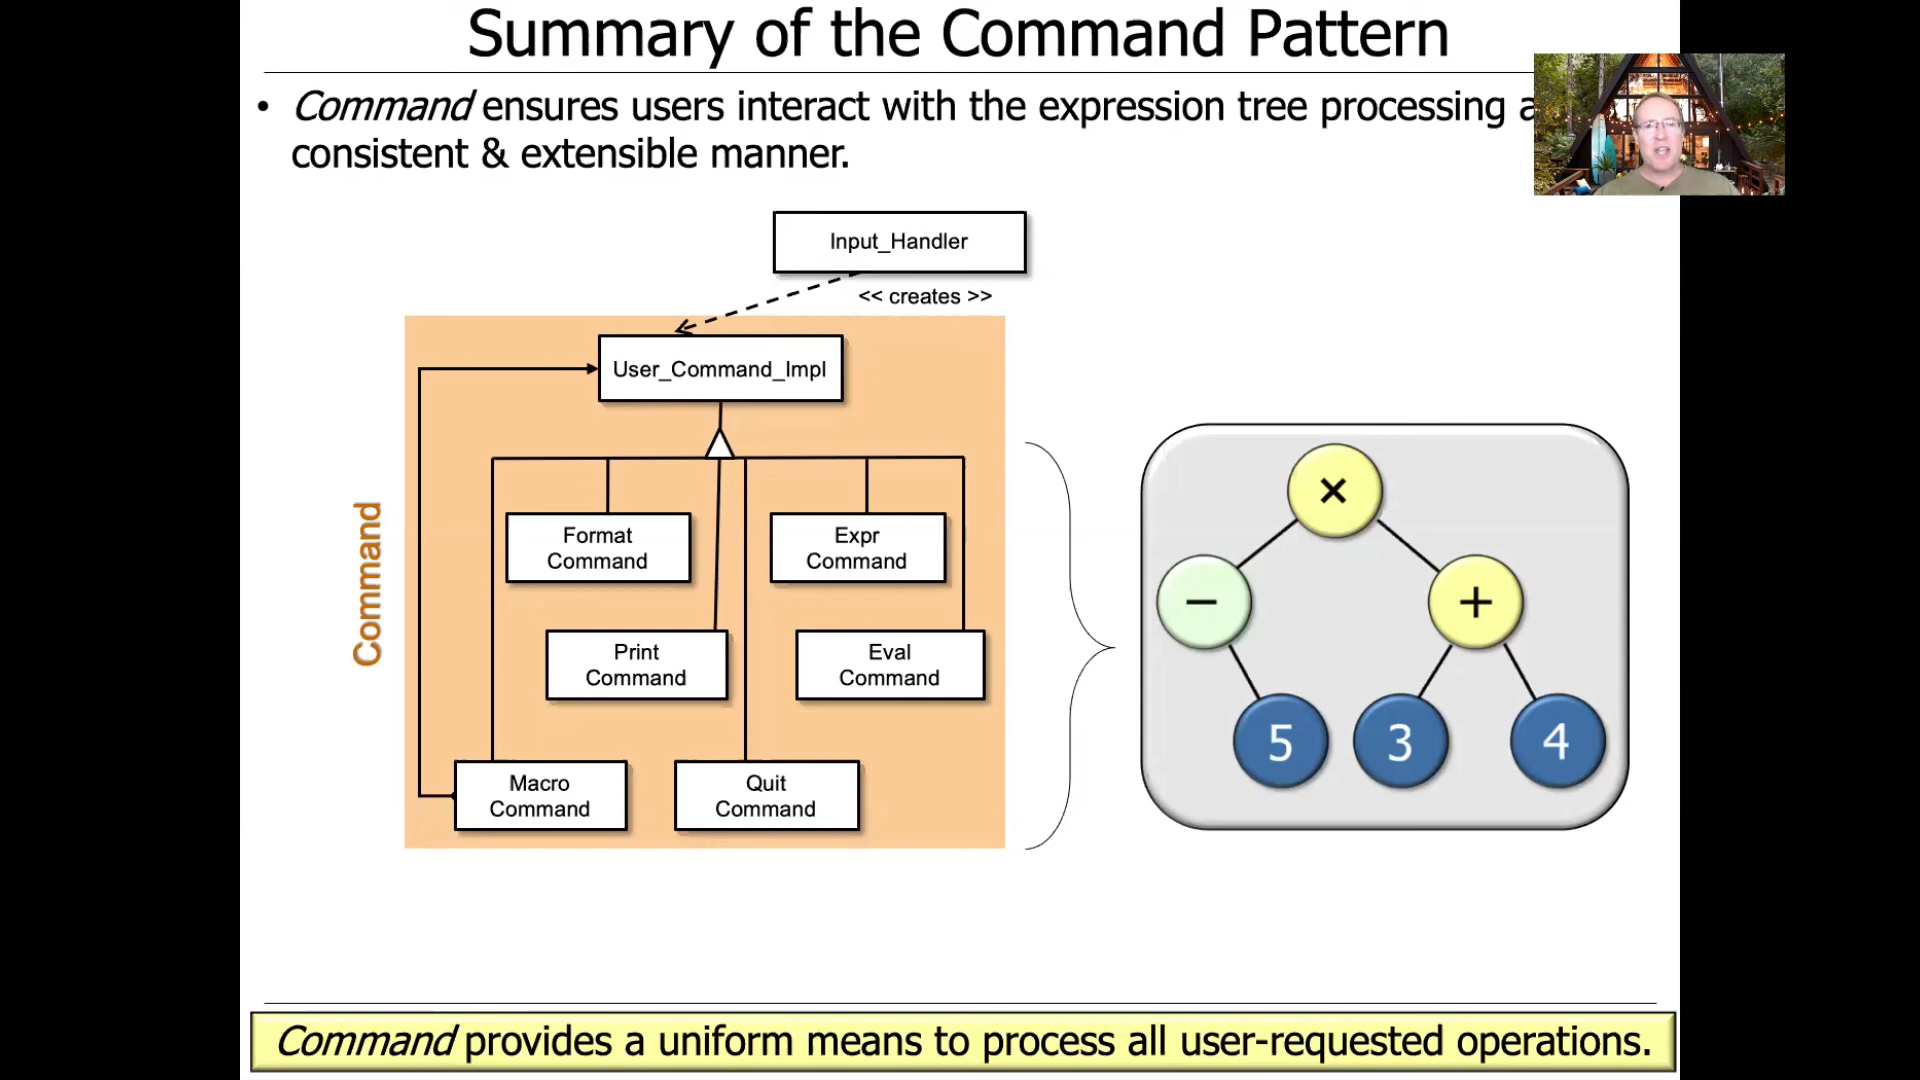 Summary of the Command Pattern
• Command ensures users interact with the expression tree processing a
consistent & extensible manner.
Input_Handler
<< creates >>
User_Command_Impl
Command
Format
Command
Expr
Command
Print
Command
Eval
Command
Macro
Command
Quit
Command
×
−
+
5
3
4
Command provides a uniform means to process all user-requested operations.